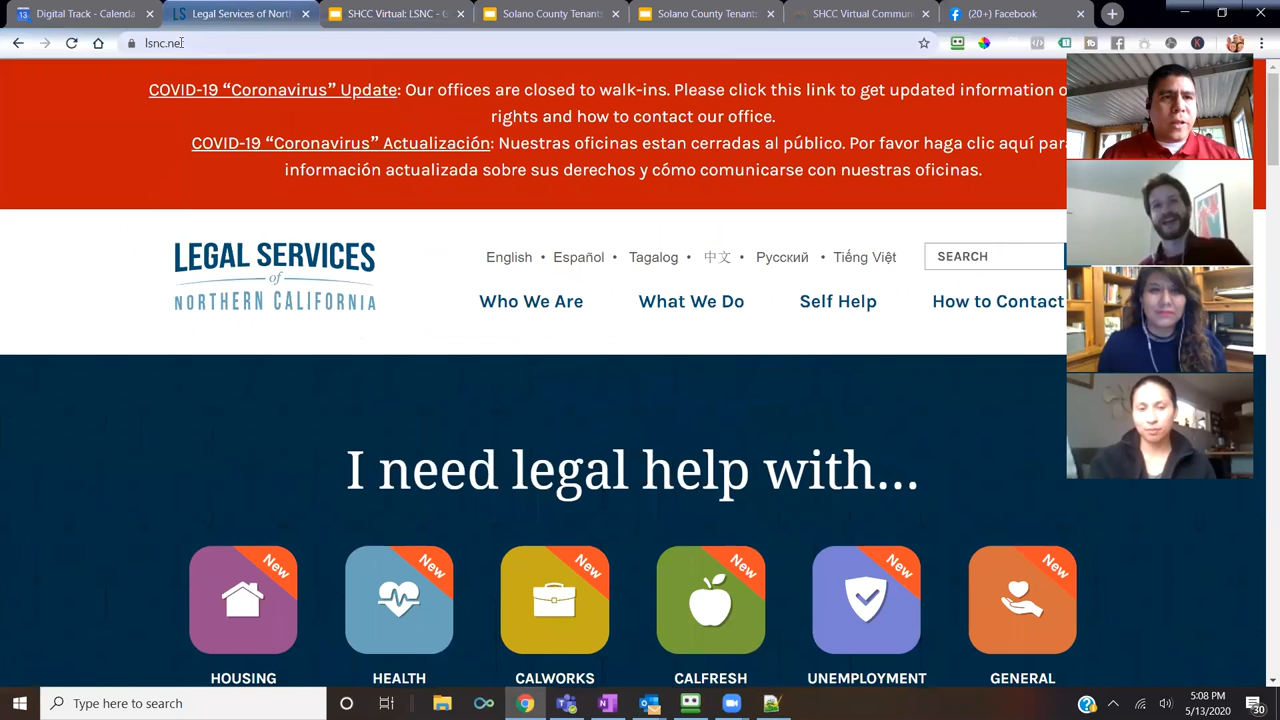 Digital Track - Calenda
Legal Services of North
SHCC Virtual: LSNC - G
Solano County Tenant
Solano County Tenant
SHCC Virtual Commun
(20+) Facebook
lsnc.net
COVID-19 “Coronavirus” Update: Our offices are closed to walk-ins. Please click this link to get updated information o
rights and how to contact our office.
COVID-19 “Coronavirus” Actualización: Nuestras oficinas estan cerradas al público. Por favor haga clic aquí para
información actualizada sobre sus derechos y cómo comunicarse con nuestras oficinas.
LEGAL SERVICES
of
NORTHERN CALIFORNIA
English • Español • Tagalog • 中文 • Русский • Tiếng Việt
SEARCH
Who We Are
What We Do
Self Help
How to Contact
I need legal help with...
New
New
New
New
New
New
HOUSING
HEALTH
CALWORKS
CALFRESH
UNEMPLOYMENT
GENERAL
Type here to search
5:08 PM
5/13/2020
30